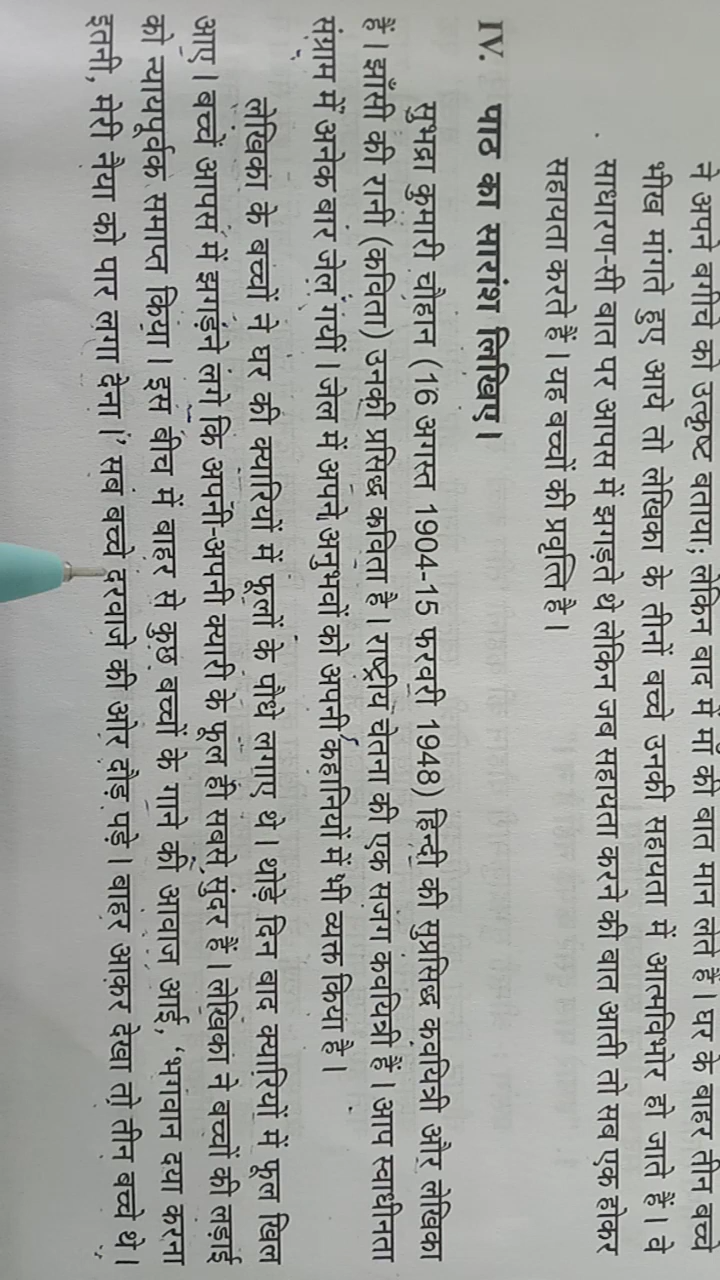 ने अपने बगीचे को उत्कृष्ट बताया; लेकिन बाद में माँ की बात मान लेते हैं। घर के बाहर तीन बच्चे
भीख मांगते हुए आये तो लेखिका के तीनों बच्चे उनकी सहायता में आत्मविभोर हो जाते हैं। वे
साधारण-सी बात पर आपस में झगड़ते थे लेकिन जब सहायता करने की बात आती तो सब एक होकर
सहायता करते हैं। यह बच्चों की प्रवृत्ति है।
IV. पाठ का सारांश लिखिए।
सुभद्रा कुमारी चौहान (16 अगस्त 1904-15 फरवरी 1948) हिन्दी की सुप्रसिद्ध कवयित्री और लेखिका
हैं। झाँसी की रानी (कविता) उनकी प्रसिद्ध कविता है। राष्ट्रीय चेतना की एक सजग कवयित्री हैं। आप स्वाधीनता
संग्राम में अनेक बार जेल गयीं। जेल में अपने अनुभवों को अपनी कहानियों में भी व्यक्त किया है।
लेखिका के बच्चों ने घर की क्यारियों में फूलों के पौधे लगाए थे। थोड़े दिन बाद क्यारियों में फूल खिल
आए। बच्चे आपस में झगड़ने लगे कि अपनी-अपनी क्यारी के फूल ही सबसे सुंदर हैं। लेखिका ने बच्चों की लड़ाई
को न्यायपूर्वक समाप्त किया। इस बीच में बाहर से कुछ बच्चों के गाने की आवाज आई, 'भगवान दया करना
इतनी, मेरी नैया को पार लगा देना।' सब बच्चे दरवाजे की ओर दौड़ पड़े। बाहर आकर देखा तो तीन बच्चे थे।